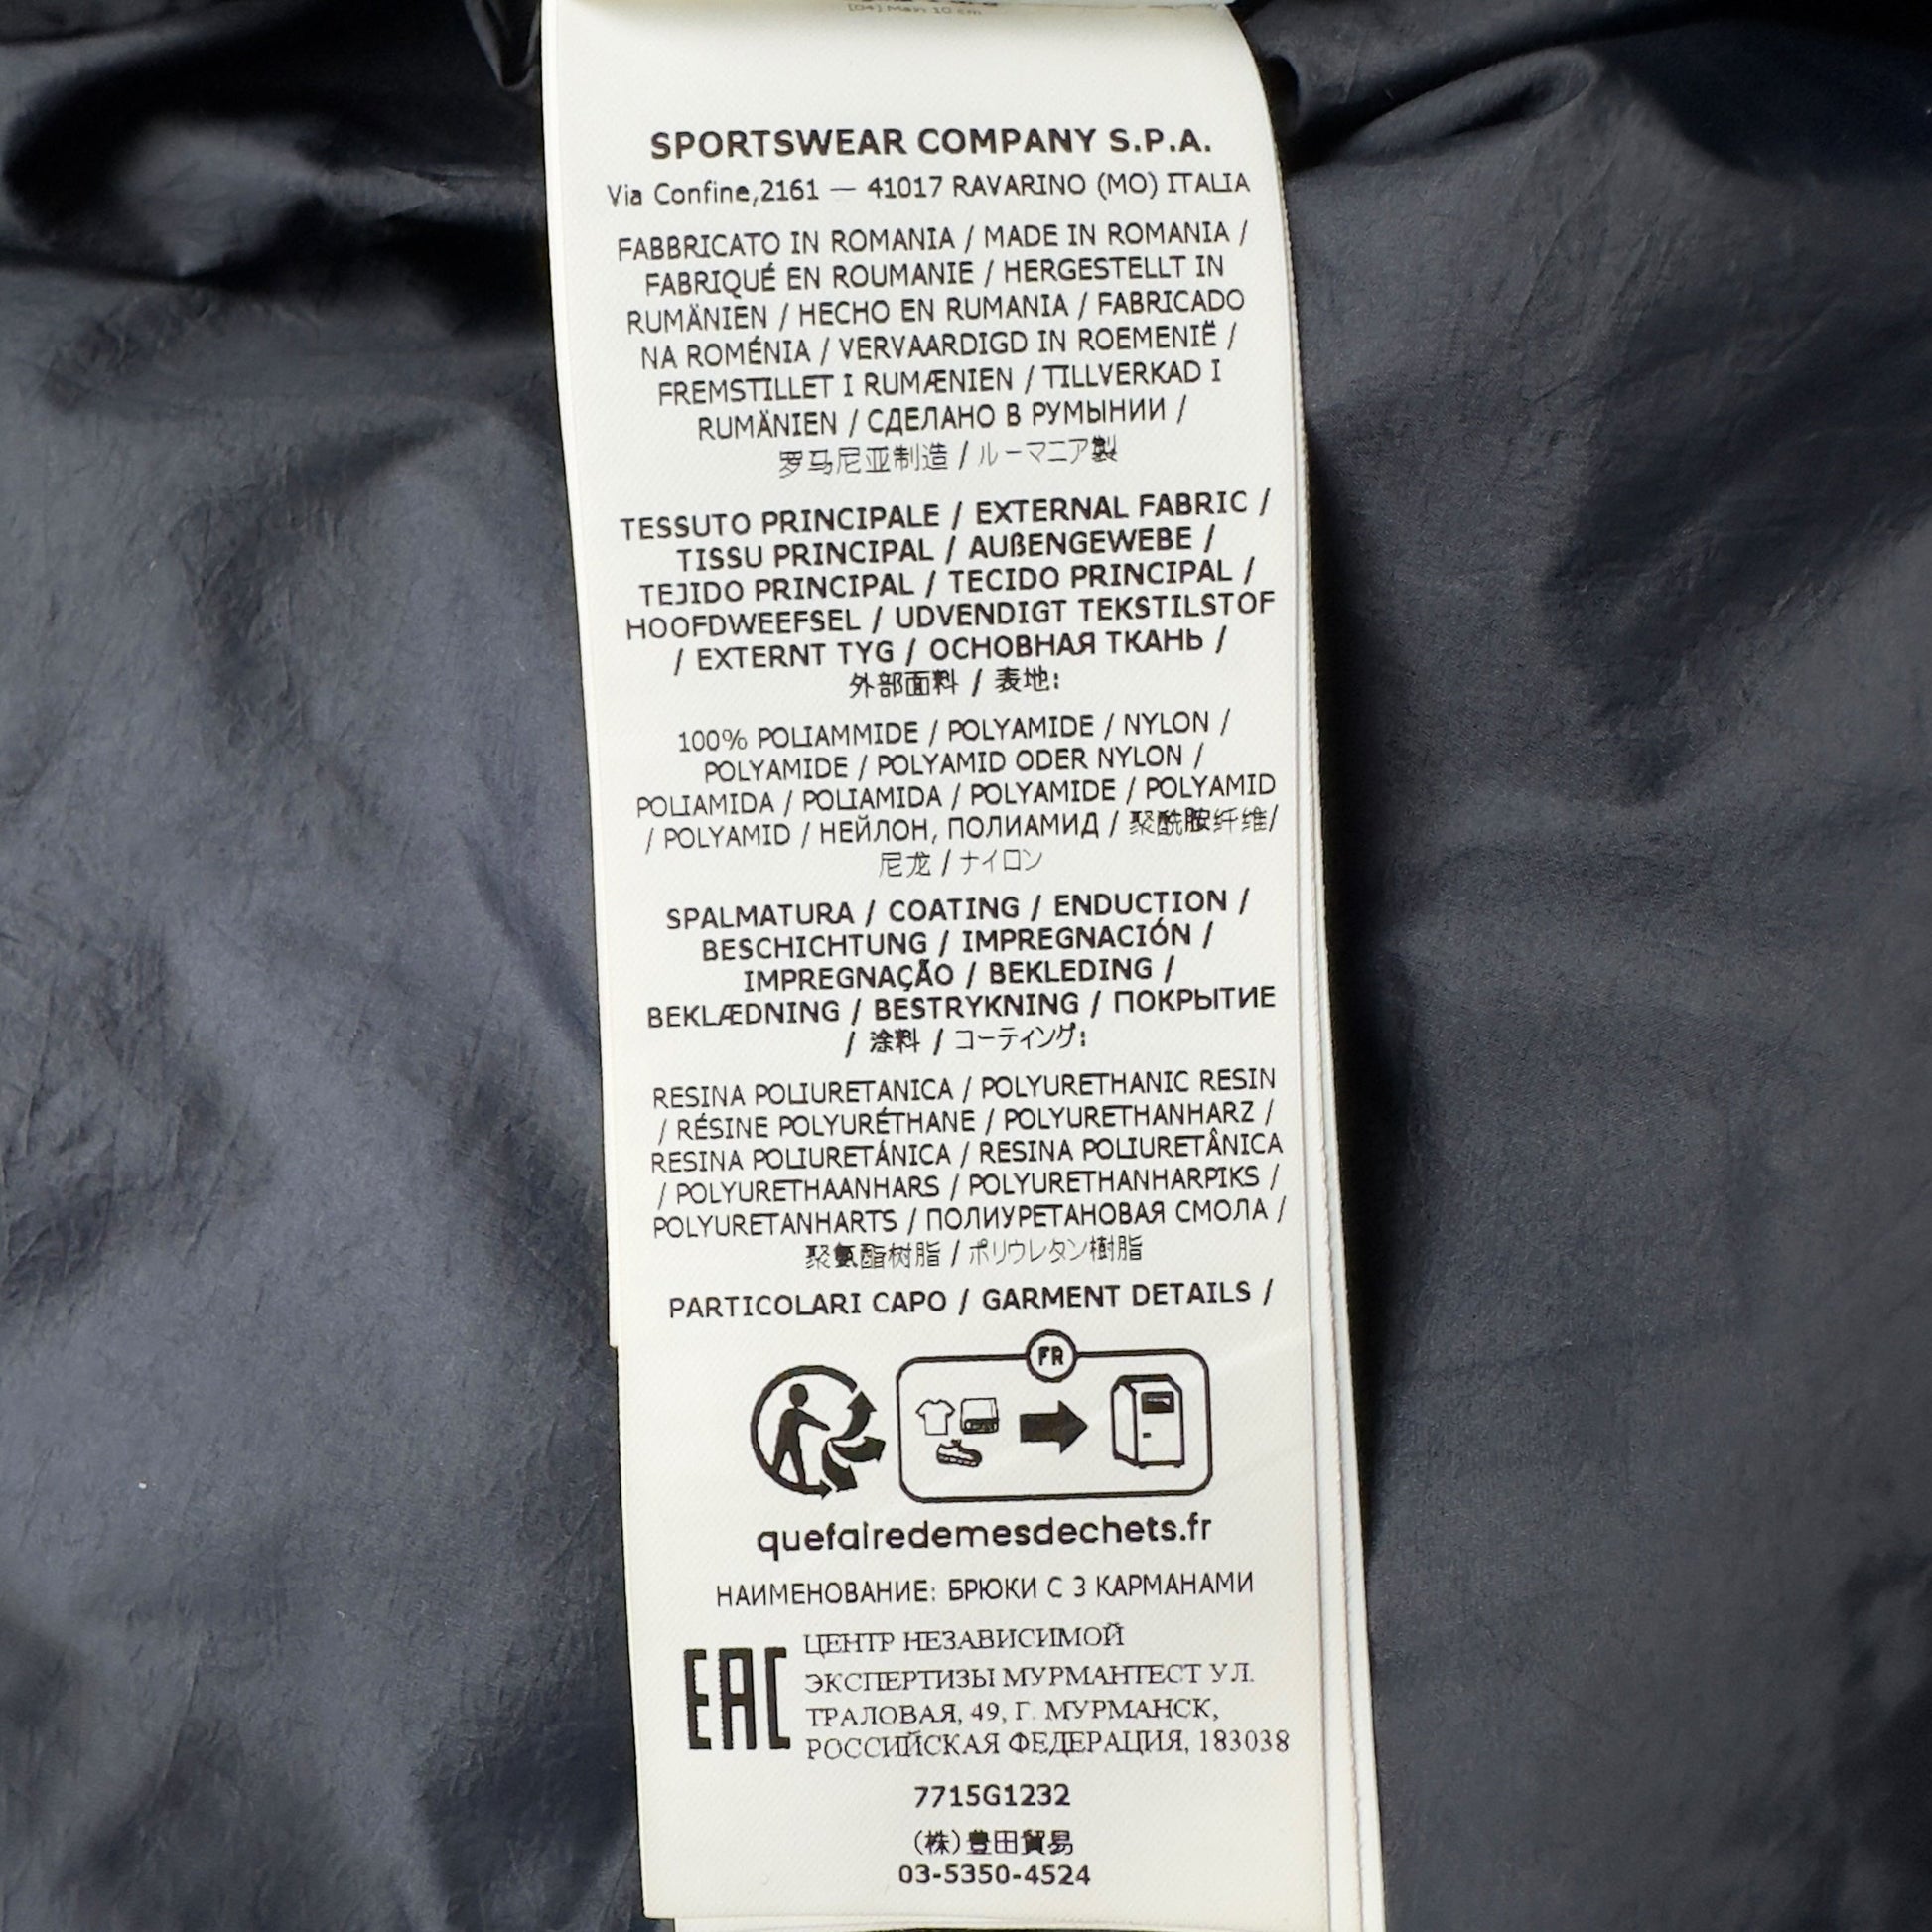 [04] Man 10 cm
SPORTSWEAR COMPANY S.P.A.
Via Confine,2161 — 41017 RAVARINO (MO) ITALIA
FABBRICATO IN ROMANIA / MADE IN ROMANIA /
FABRIQUÉ EN ROUMANIE / HERGESTELLT IN
RUMÄNIEN / HECHO EN RUMANIA / FABRICADO
NA ROMÉNIA / VERVAARDIGD IN ROEMENIË /
FREMSTILLET I RUMÆNIEN / TILLVERKAD I
RUMÄNIEN / СДЕЛАНО В РУМЫНИИ /
罗马尼亚制造 / ルーマニア製
TESSUTO PRINCIPALE / EXTERNAL FABRIC /
TISSU PRINCIPAL / AUßENGEWEBE /
TEJIDO PRINCIPAL / TECIDO PRINCIPAL /
HOOFDWEEFSEL / UDVENDIGT TEKSTILSTOF
/ EXTERNT TYG / ОСНОВНАЯ ТКАНЬ /
外部面料 / 表地:
100% POLIAMMIDE / POLYAMIDE / NYLON /
POLYAMIDE / POLYAMID ODER NYLON /
POLIAMIDA / POLIAMIDA / POLYAMIDE / POLYAMID
/ POLYAMID / НЕЙЛОН, ПОЛИАМИД / 聚酰胺纤维/
尼龙 / ナイロン
SPALMATURA / COATING / ENDUCTION /
BESCHICHTUNG / IMPREGNACIÓN /
IMPREGNAÇÃO / BEKLEDING /
BEKLÆDNING / BESTRYKNING / ПОКРЫТИЕ
/ 涂料 / コーティング:
RESINA POLIURETANICA / POLYURETHANIC RESIN
/ RÉSINE POLYURÉTHANE / POLYURETHANHARZ /
RESINA POLIURETÁNICA / RESINA POLIURETÂNICA
/ POLYURETHAANHARS / POLYURETHANHARPIKS /
POLYURETANHARTS / ПОЛИУРЕТАНОВАЯ СМОЛА /
聚氨酯树脂 / ポリウレタン樹脂
PARTICOLARI CAPO / GARMENT DETAILS /
FR
quefairedemesdechets.fr
НАИМЕНОВАНИЕ: БРЮКИ С 3 КАРМАНАМИ
EAC
ЦЕНТР НЕЗАВИСИМОЙ
ЭКСПЕРТИЗЫ МУРМАНТЕСТ УЛ.
ТРАЛОВАЯ, 49, Г. МУРМАНСК,
РОССИЙСКАЯ ФЕДЕРАЦИЯ, 183038
7715G1232
(株)豊田貿易
03-5350-4524